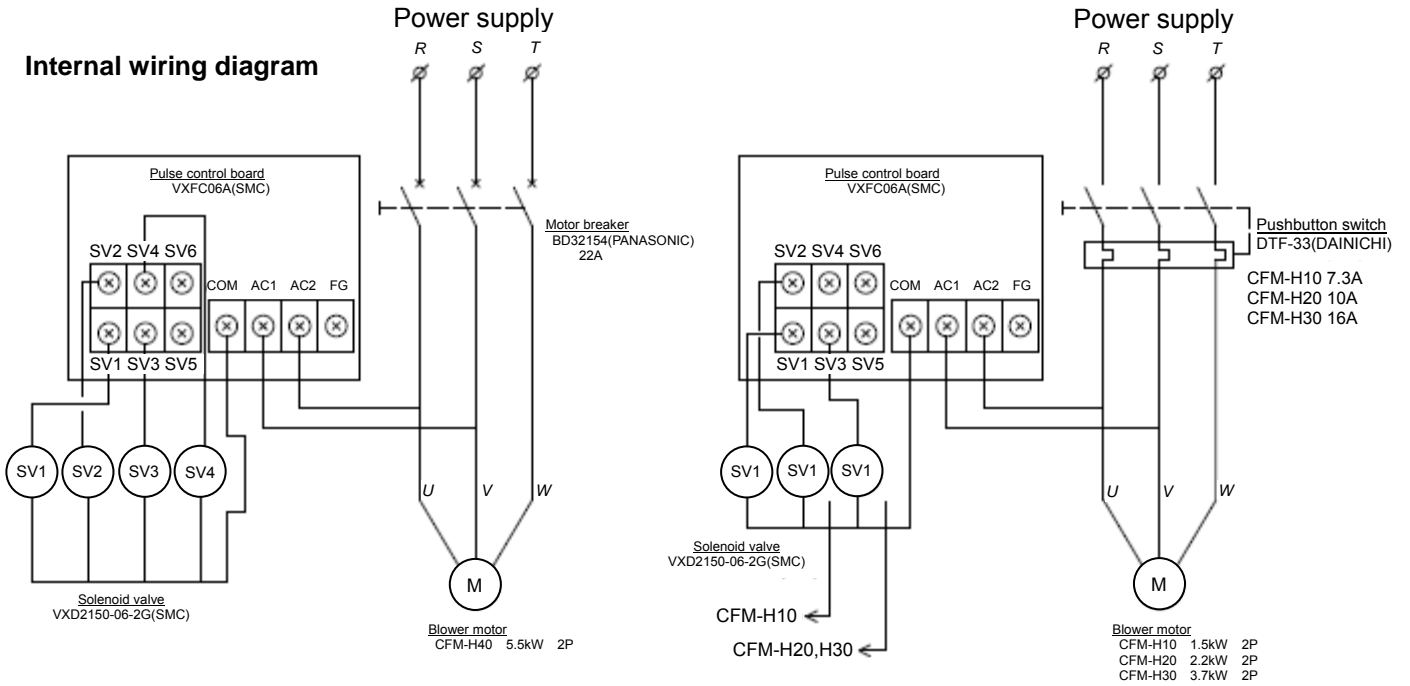 Internal wiring diagram
Power supply
R S T
Pulse control board
VXFC06A(SMC)
SV2 SV4 SV6
COM AC1 AC2 FG
SV1 SV3 SV5
Motor breaker
BD32154(PANASONIC)
22A
SV1 SV2 SV3 SV4
U V W
Solenoid valve
VXD2150-06-2G(SMC)
M
Blower motor
CFM-H40 5.5kW 2P
Power supply
R S T
Pulse control board
VXFC06A(SMC)
SV2 SV4 SV6
COM AC1 AC2 FG
SV1 SV3 SV5
Pushbutton switch
DTF-33(DAINICHI)
CFM-H10 7.3A
CFM-H20 10A
CFM-H30 16A
SV1 SV1 SV1
U V W
Solenoid valve
VXD2150-06-2G(SMC)
CFM-H10
CFM-H20,H30
M
Blower motor
CFM-H10 1.5kW 2P
CFM-H20 2.2kW 2P
CFM-H30 3.7kW 2P